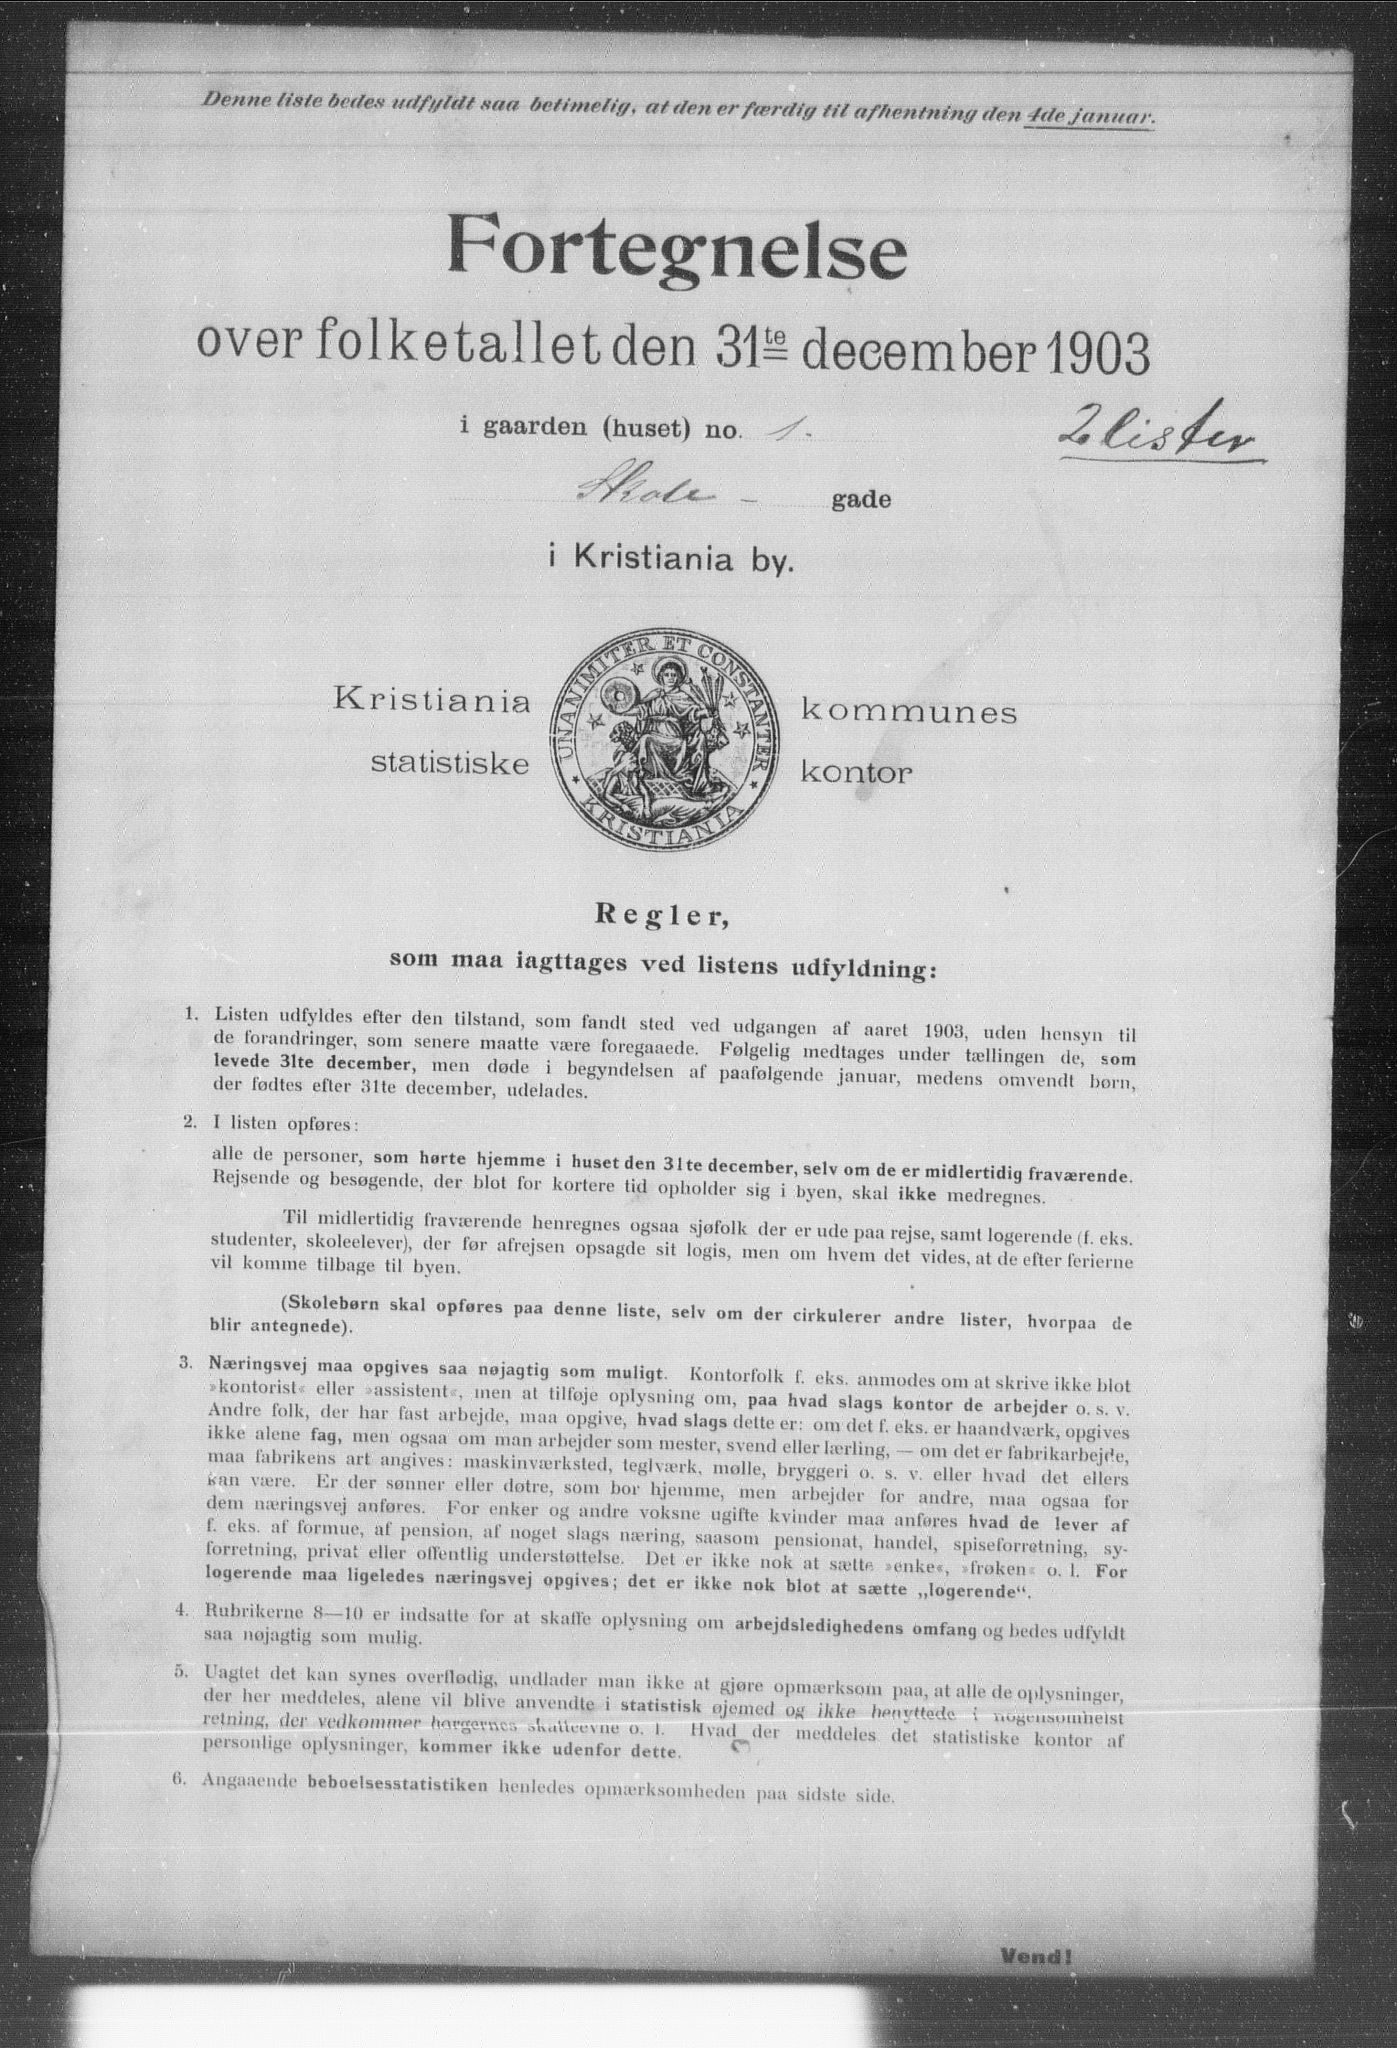 Denne liste bedes udfyldt saa betimelig, at den er færdig til afhentning den 4de januar.
Fortegnelse
over folketallet den 31te december 1903
i gaarden (huset) no. 1.
2 lister
Skole - gade
i Kristiania by.
Kristiania kommunes
statistiske kontor
UNANIMITER ET CONSTANTER
KRISTIANIA
Regler,
som maa iagttages ved listens udfyldning:
1. Listen udfyldes efter den tilstand, som fandt sted ved udgangen af aaret 1903, uden hensyn til
de forandringer, som senere maatte være foregaaede. Følgelig medtages under tællingen de, som
levede 31te december, men døde i begyndelsen af paafølgende januar, medens omvendt børn,
der fødtes efter 31te december, udelades.
2. I listen opføres:
alle de personer, som hørte hjemme i huset den 31te december, selv om de er midlertidig fraværende.
Rejsende og besøgende, der blot for kortere tid opholder sig i byen, skal ikke medregnes.
Til midlertidig fraværende henregnes ogsaa sjøfolk der er ude paa rejse, samt logerende (f. eks.
studenter, skoleelever), der før afrejsen opsagde sit logis, men om hvem det vides, at de efter ferierne
vil komme tilbage til byen.
(Skolebørn skal opføres paa denne liste, selv om der cirkulerer andre lister, hvorpaa de
blir antegnede).
3. Næringsvej maa opgives saa nøjagtig som muligt. Kontorfolk f. eks. anmodes om at skrive ikke blot
»kontorist« eller »assistent«, men at tilføje oplysning om, paa hvad slags kontor de arbejder o. s. v.
Andre folk, der har fast arbejde, maa opgive, hvad slags dette er: om det f. eks. er haandværk, opgives
ikke alene fag, men ogsaa om man arbejder som mester, svend eller lærling, — om det er fabrikarbejde,
maa fabrikens art angives: maskinværksted, teglværk, mølle, bryggeri o. s. v. eller hvad det ellers
kan være. Er der sønner eller døtre, som bor hjemme, men arbejder for andre, maa ogsaa for
dem næringsvej anføres. For enker og andre voksne ugifte kvinder maa anføres hvad de lever af
f. eks. af formue, af pension, af noget slags næring, saasom pensionat, handel, spiseforretning, sy-
forretning, privat eller offentlig understøttelse. Det er ikke nok at sætte »enke«, »frøken« o. l. For
logerende maa ligeledes næringsvej opgives; det er ikke nok blot at sætte „logerende“.
4. Rubrikerne 8—10 er indsatte for at skaffe oplysning om arbejdsledighedens omfang og bedes udfyldt
saa nøjagtig som mulig.
5. Uagtet det kan synes overflødig, undlader man ikke at gjøre opmærksom paa, at alle de oplysninger,
der her meddeles, alene vil blive anvendte i statistisk øjemed og ikke benyttede i nogensomhelst
retning, der vedkommer borgernes skatteevne o. l. Hvad der meddeles det statistiske kontor af
personlige oplysninger, kommer ikke udenfor dette.
6. Angaaende beboelsesstatistiken henledes opmærksomheden paa sidste side.
Vend!